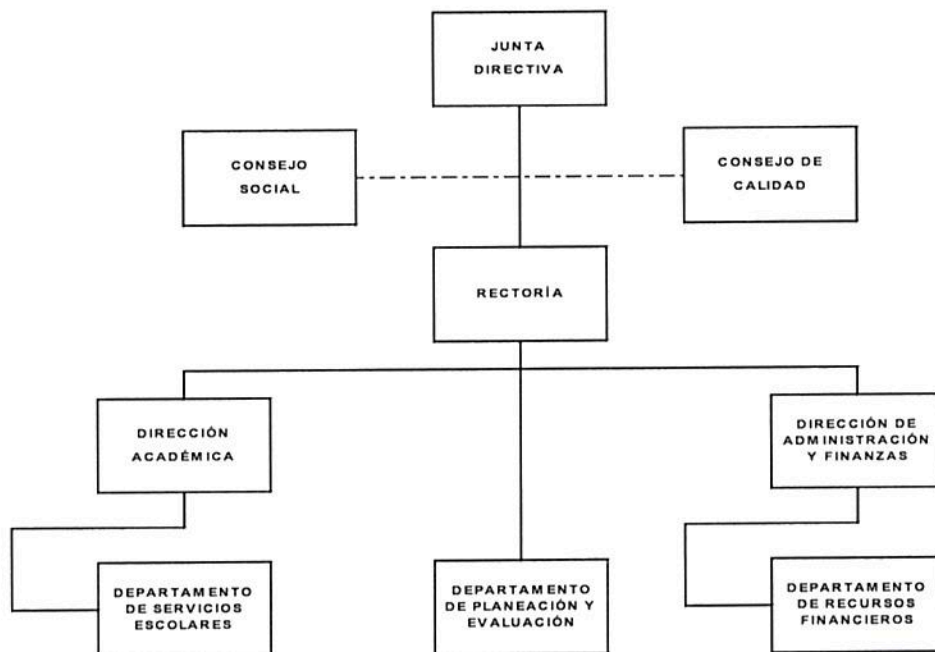 JUNTA
DIRECTIVA
CONSEJO
SOCIAL
CONSEJO DE
CALIDAD
RECTORÍA
DIRECCIÓN
ACADÉMICA
DIRECCIÓN DE
ADMINISTRACIÓN
Y FINANZAS
DEPARTAMENTO
DE SERVICIOS
ESCOLARES
DEPARTAMENTO
DE PLANEACIÓN Y
EVALUACIÓN
DEPARTAMENTO
DE RECURSOS
FINANCIEROS